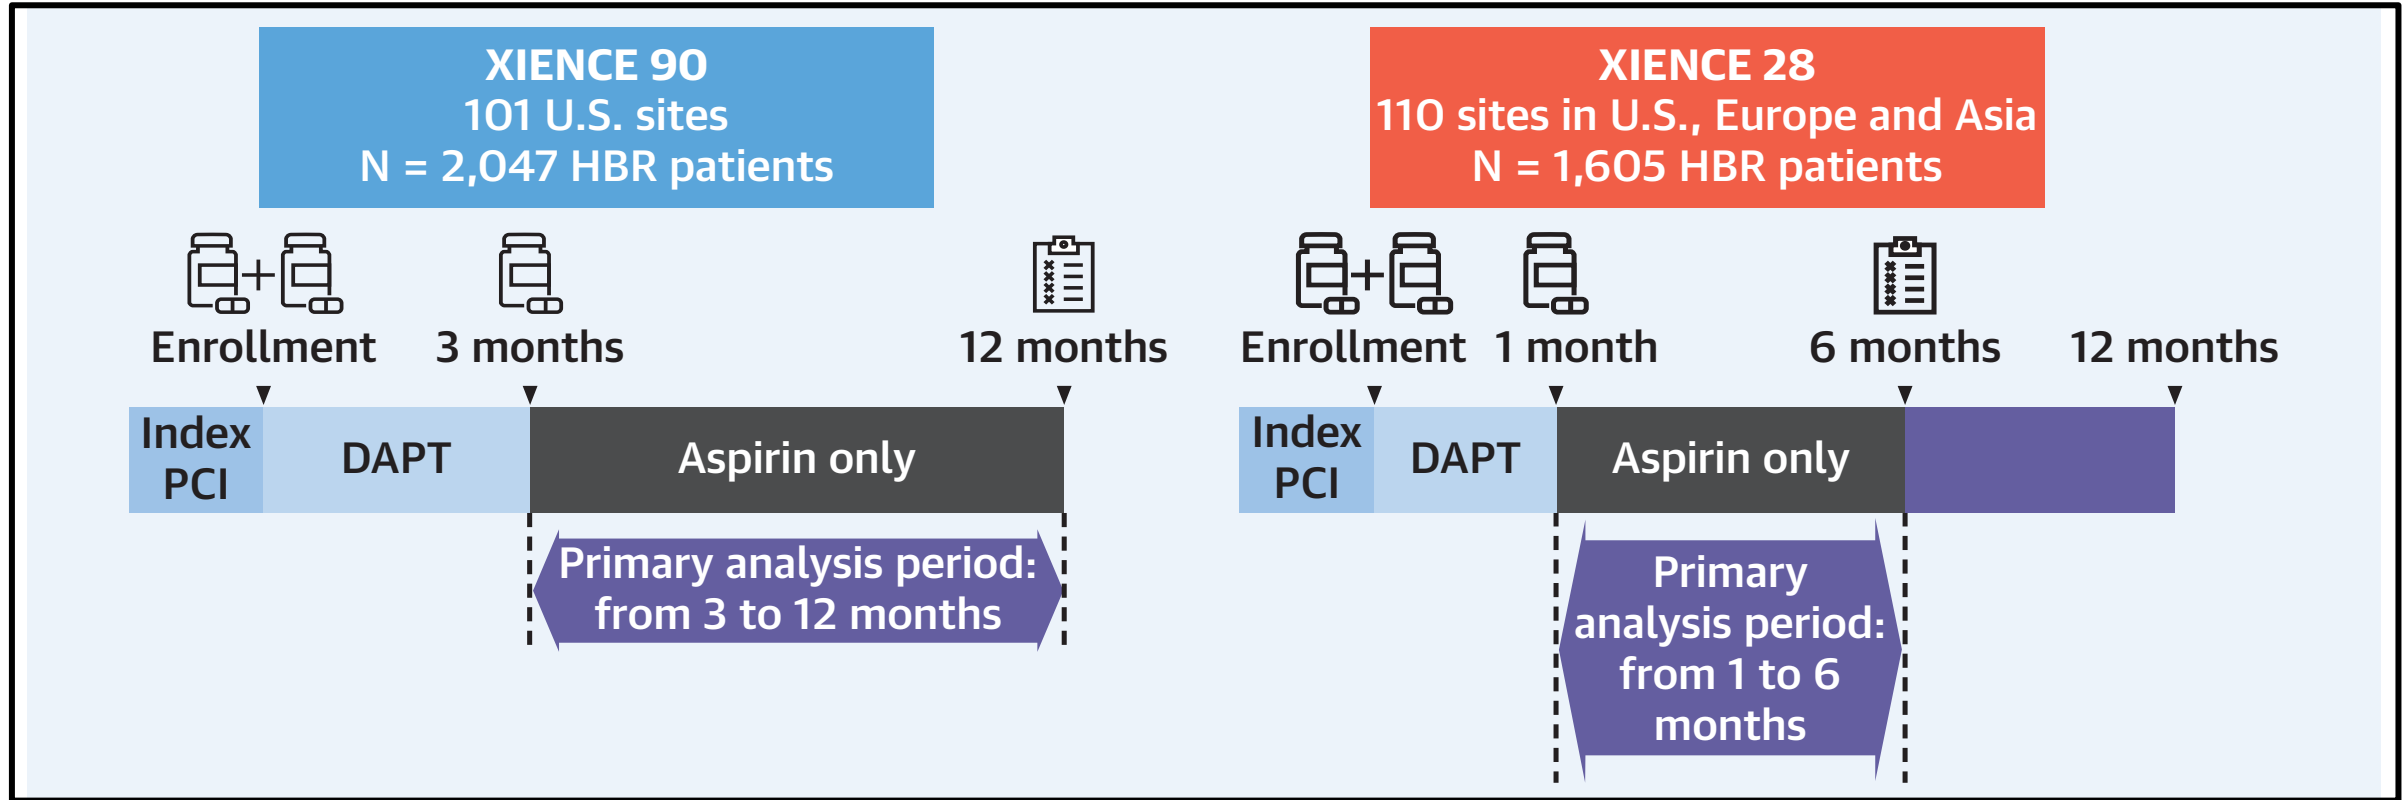 XIENCE 90
101 U.S. sites
N = 2,047 HBR patients
Enrollment
3 months
12 months
Index
PCI
DAPT
Aspirin only
Primary analysis period:
from 3 to 12 months
XIENCE 28
110 sites in U.S., Europe and Asia
N = 1,605 HBR patients
Enrollment
1 month
6 months
12 months
Index
PCI
DAPT
Aspirin only
Primary
analysis period:
from 1 to 6
months